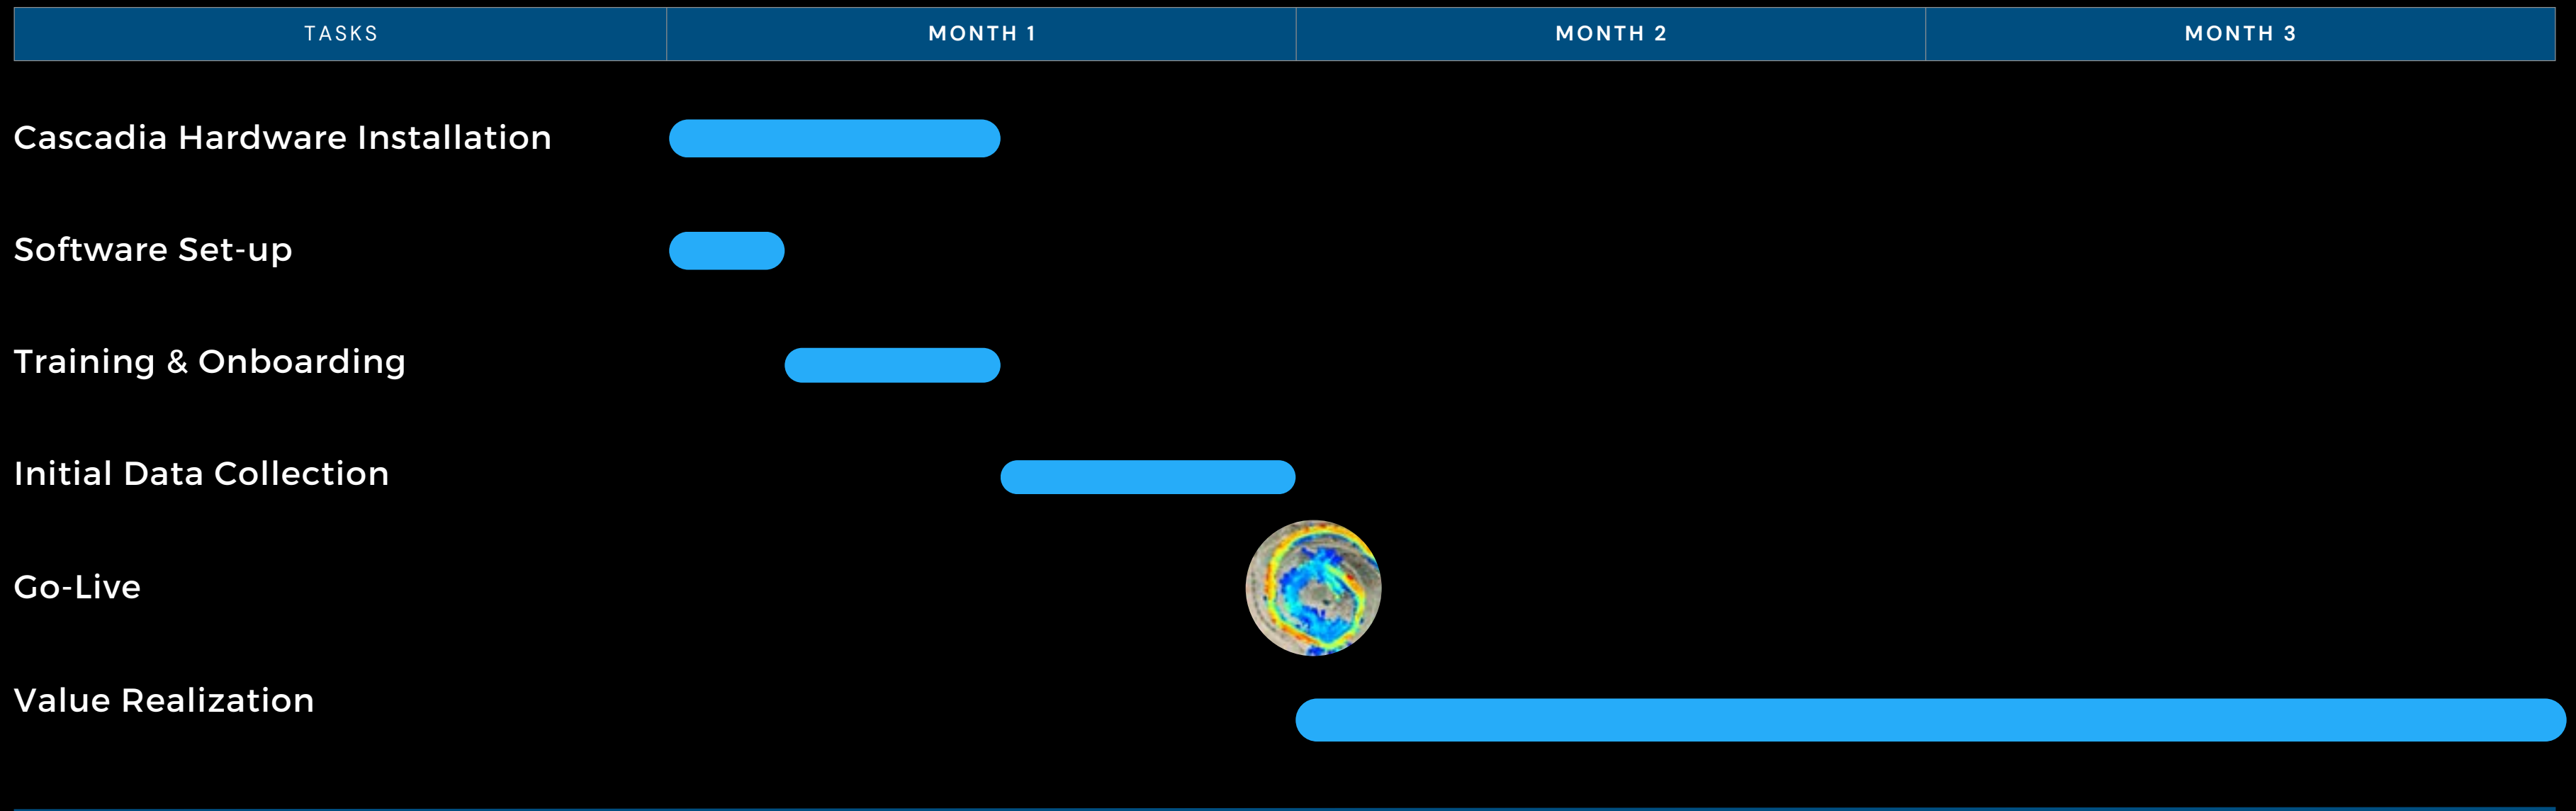 TASKS MONTH 1 MONTH 2 MONTH 3
Cascadia Hardware Installation
Software Set-up
Training & Onboarding
Initial Data Collection
Go-Live
Value Realization